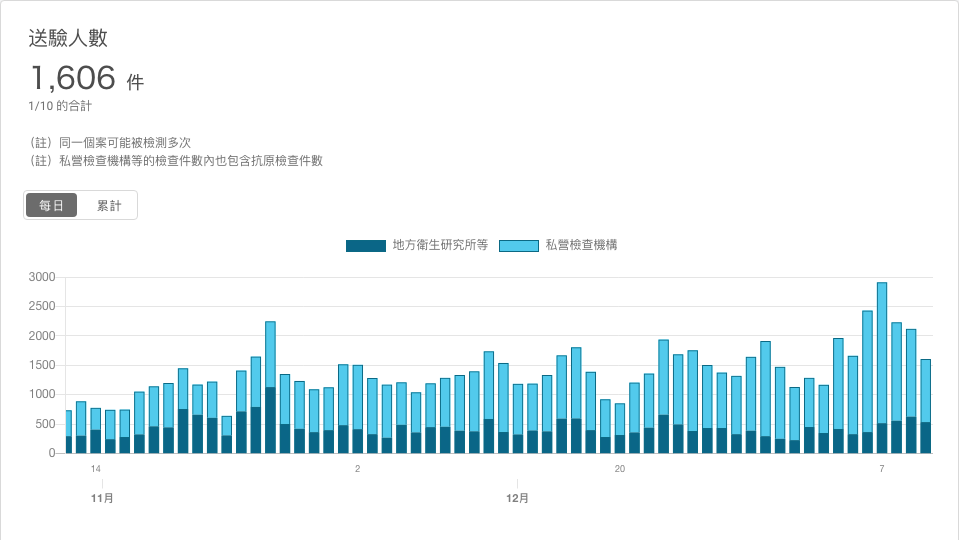 送驗人數
1,606 件
1/10 的合計
（註）同一個案可能被檢測多次
（註）私營檢查機構等的檢查件數內也包含抗原檢查件數
每日 累計
地方衛生研究所等 私營檢查機構
3000
2500
2000
1500
1000
500
0
14 2 20 7
11月 12月